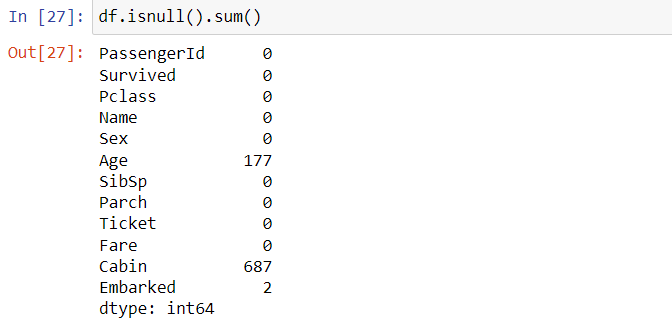 In [27]: df.isnull().sum()
Out[27]: PassengerId 0
Survived 0
Pclass 0
Name 0
Sex 0
Age 177
SibSp 0
Parch 0
Ticket 0
Fare 0
Cabin 687
Embarked 2
dtype: int64